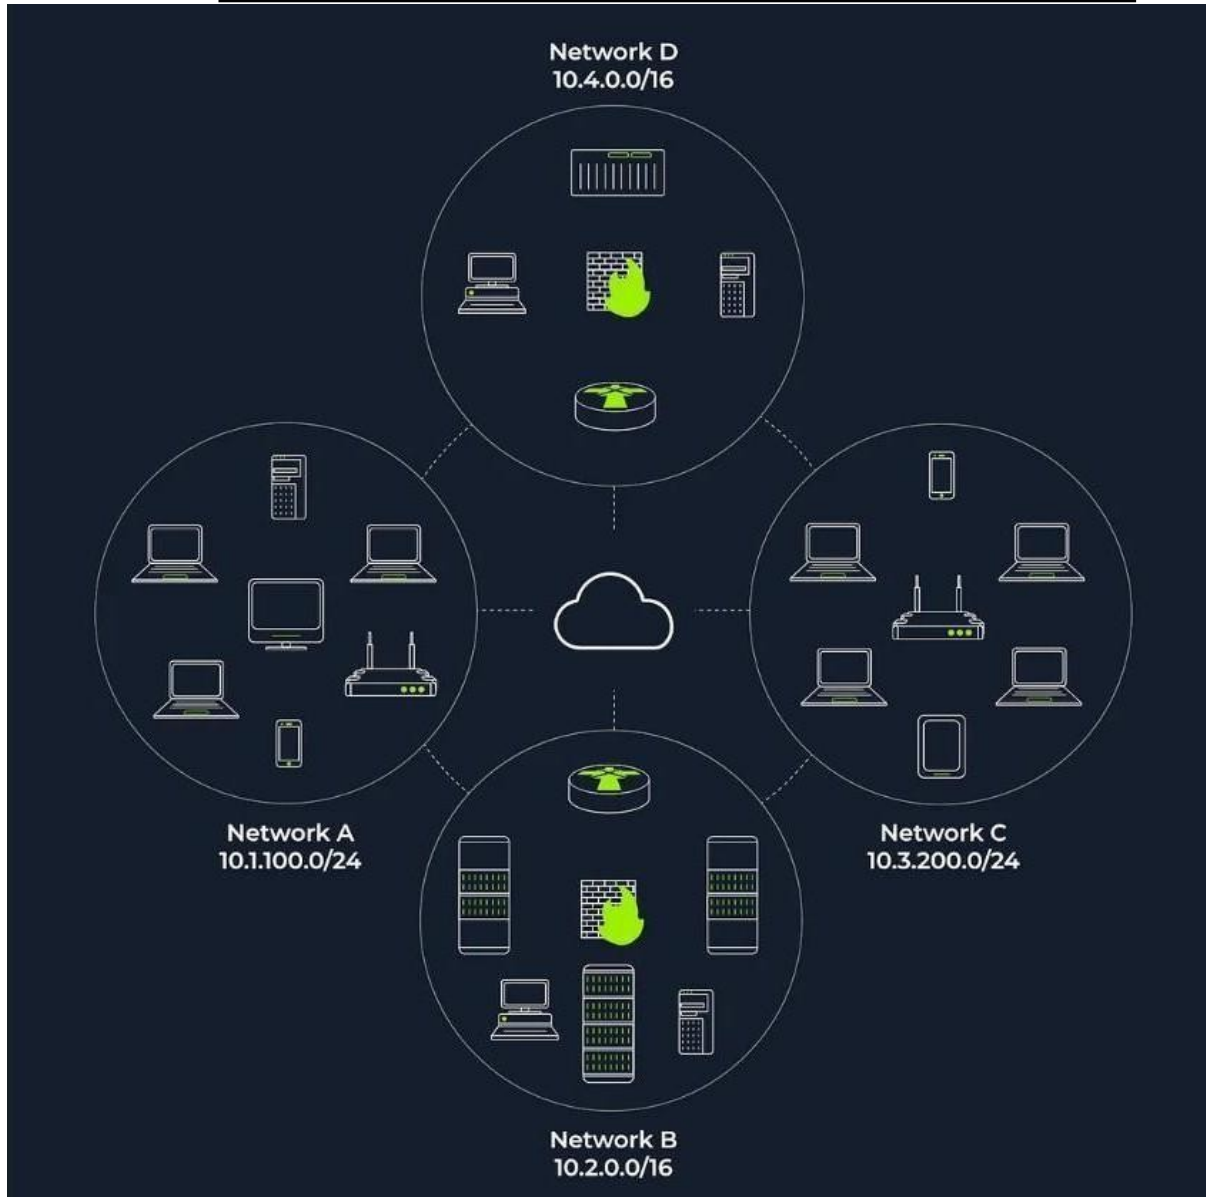 Network D
10.4.0.0/16
Network A
10.1.100.0/24
Network C
10.3.200.0/24
Network B
10.2.0.0/16